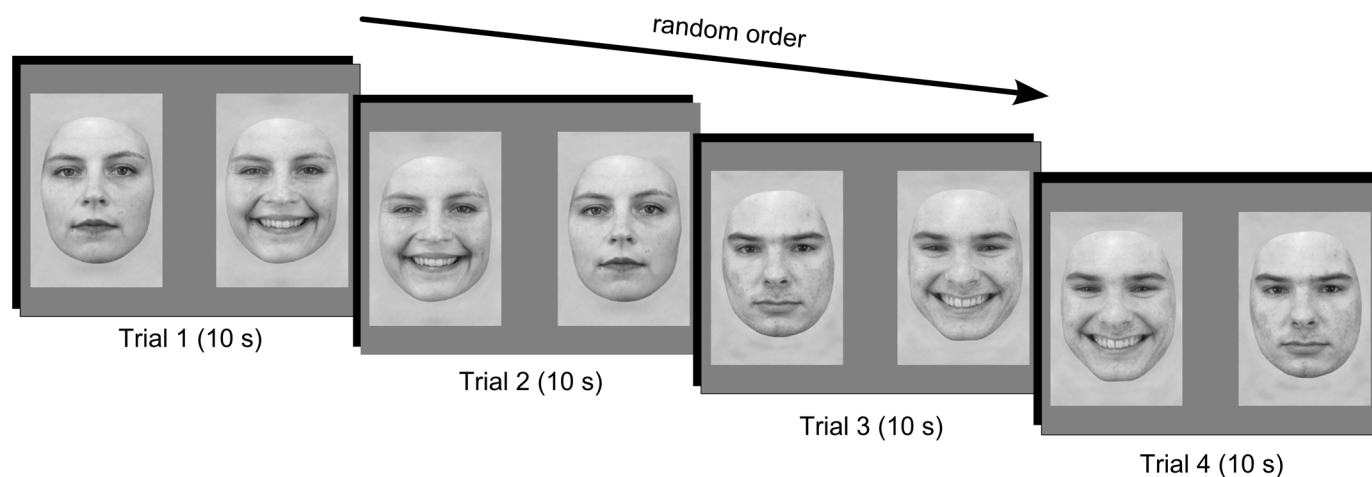 random order
Trial 1 (10 s)
Trial 2 (10 s)
Trial 3 (10 s)
Trial 4 (10 s)